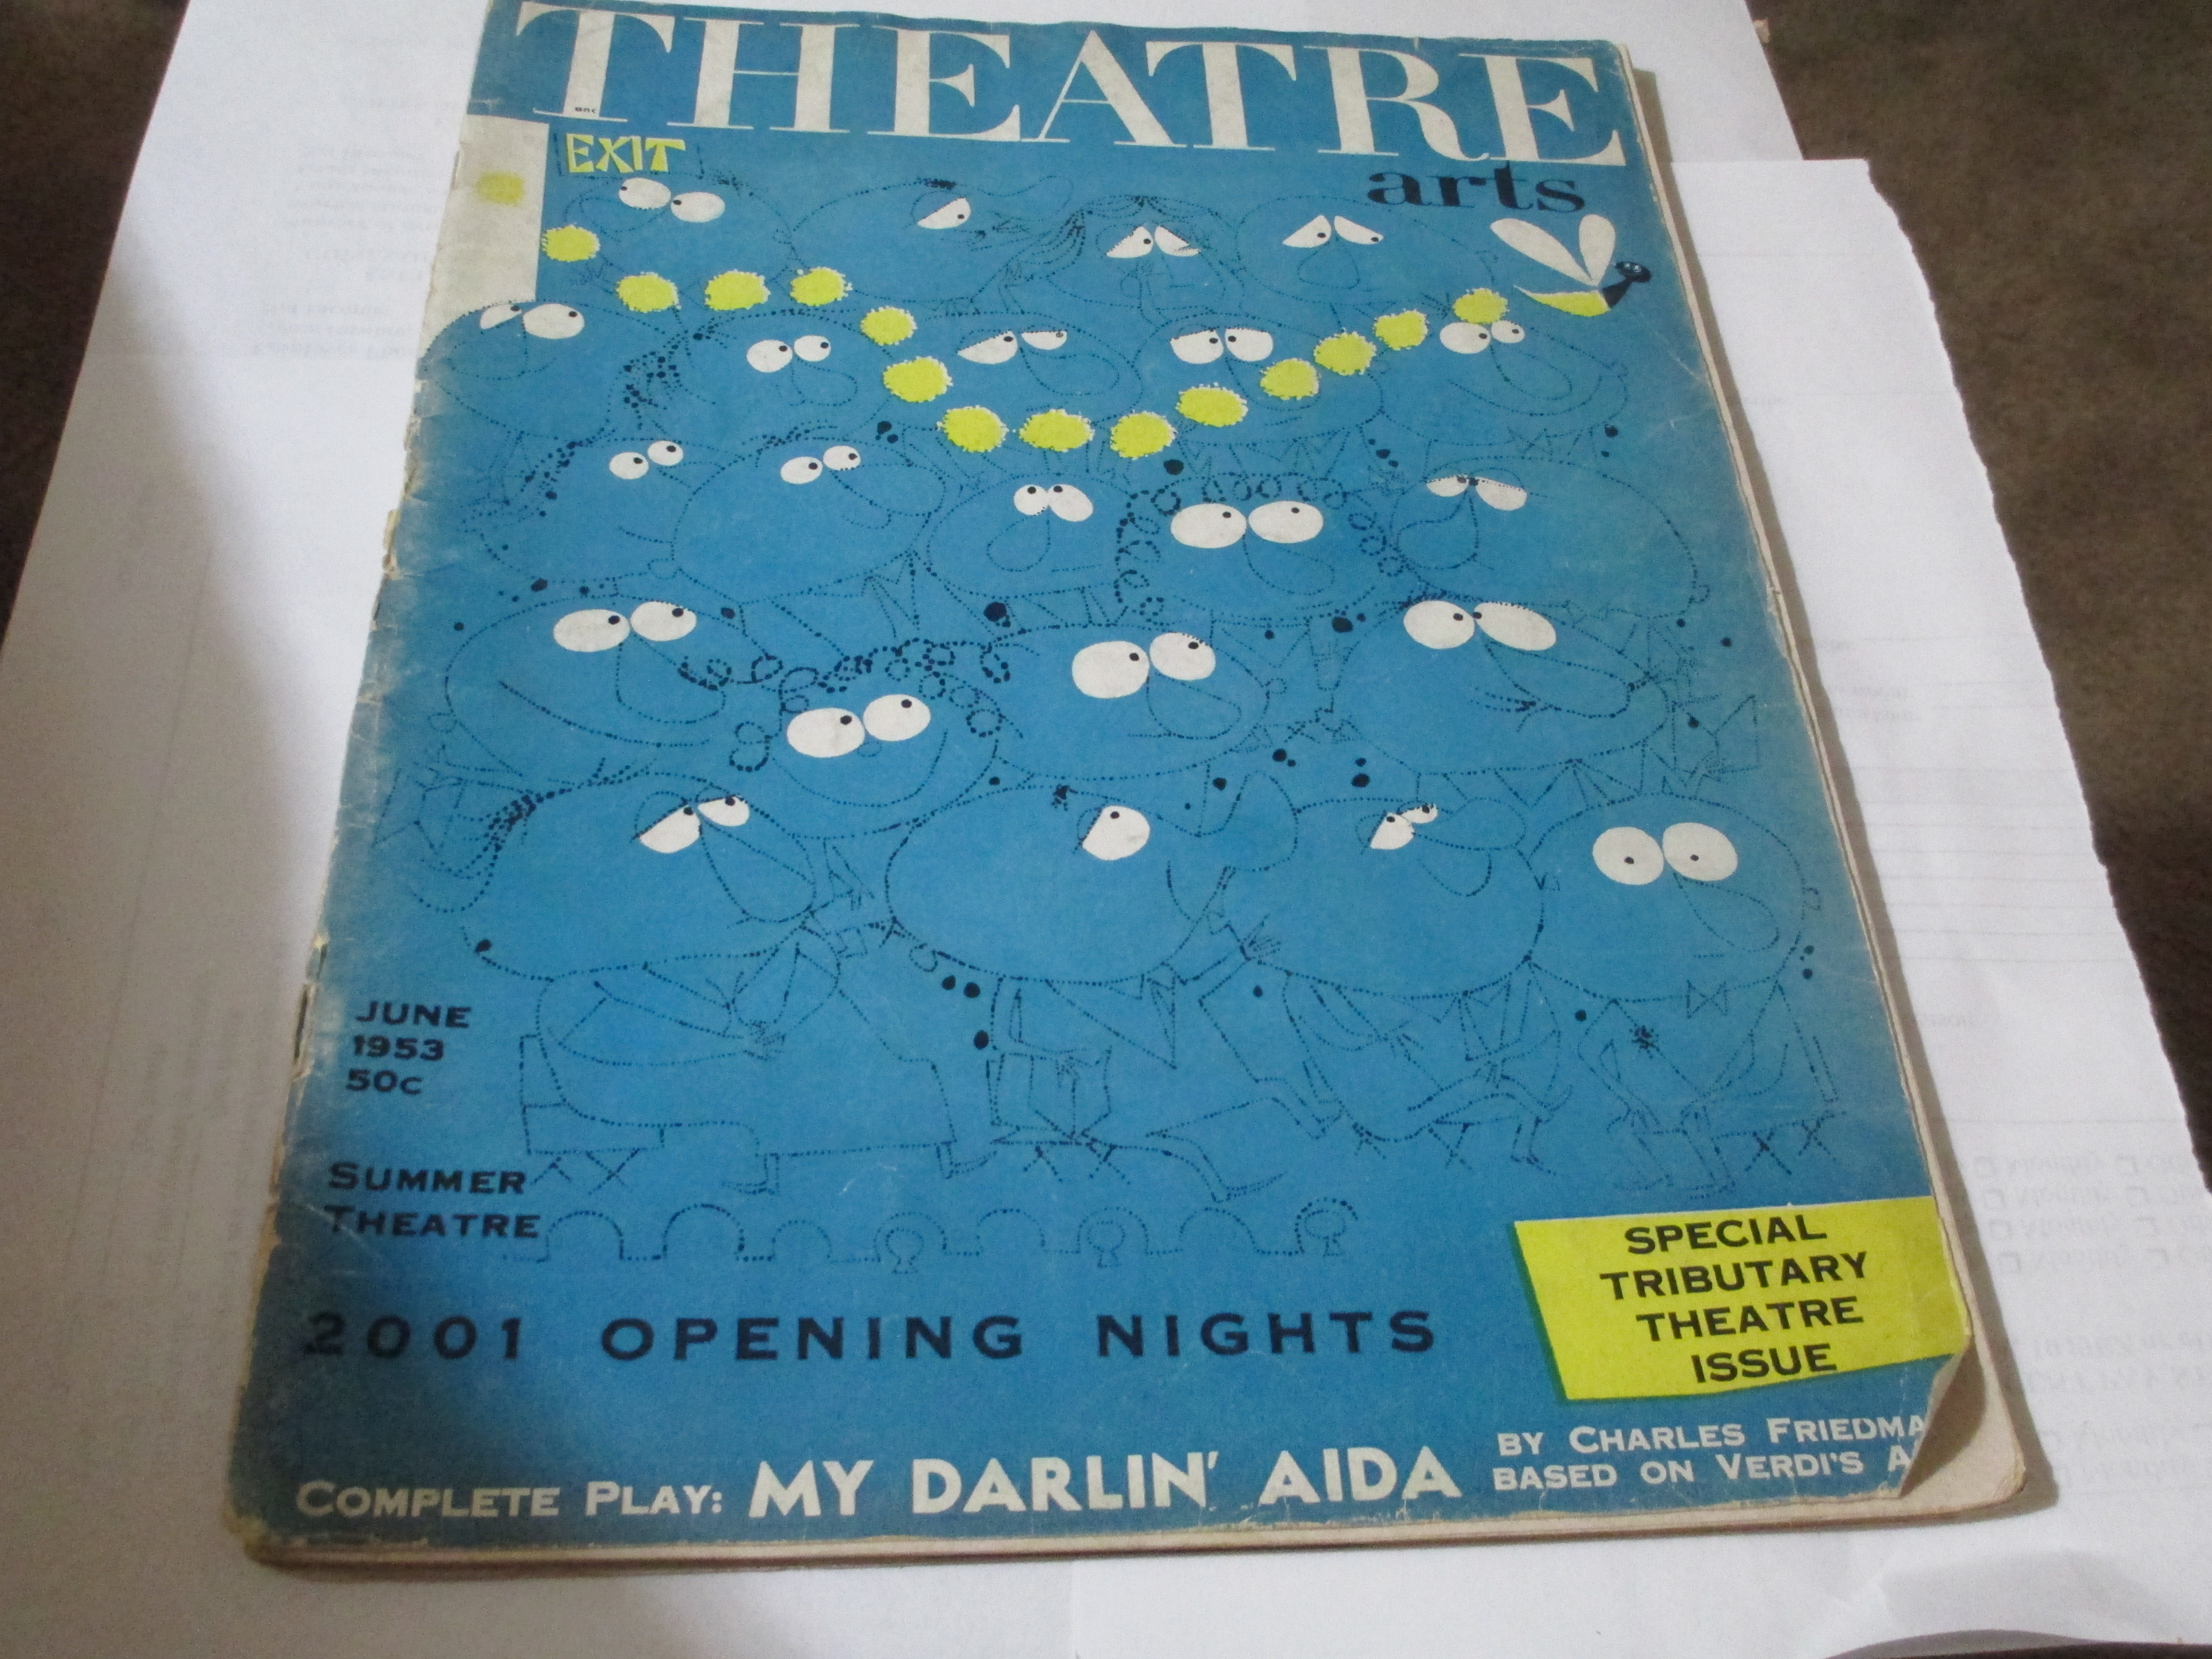 THEATRE
arts
EXIT
JUNE
1953
50c
SUMMER
THEATRE
SPECIAL
TRIBUTARY
THEATRE
ISSUE
2001 OPENING NIGHTS
COMPLETE PLAY: MY DARLIN' AIDA
BY CHARLES FRIEDMA
BASED ON VERDI'S A